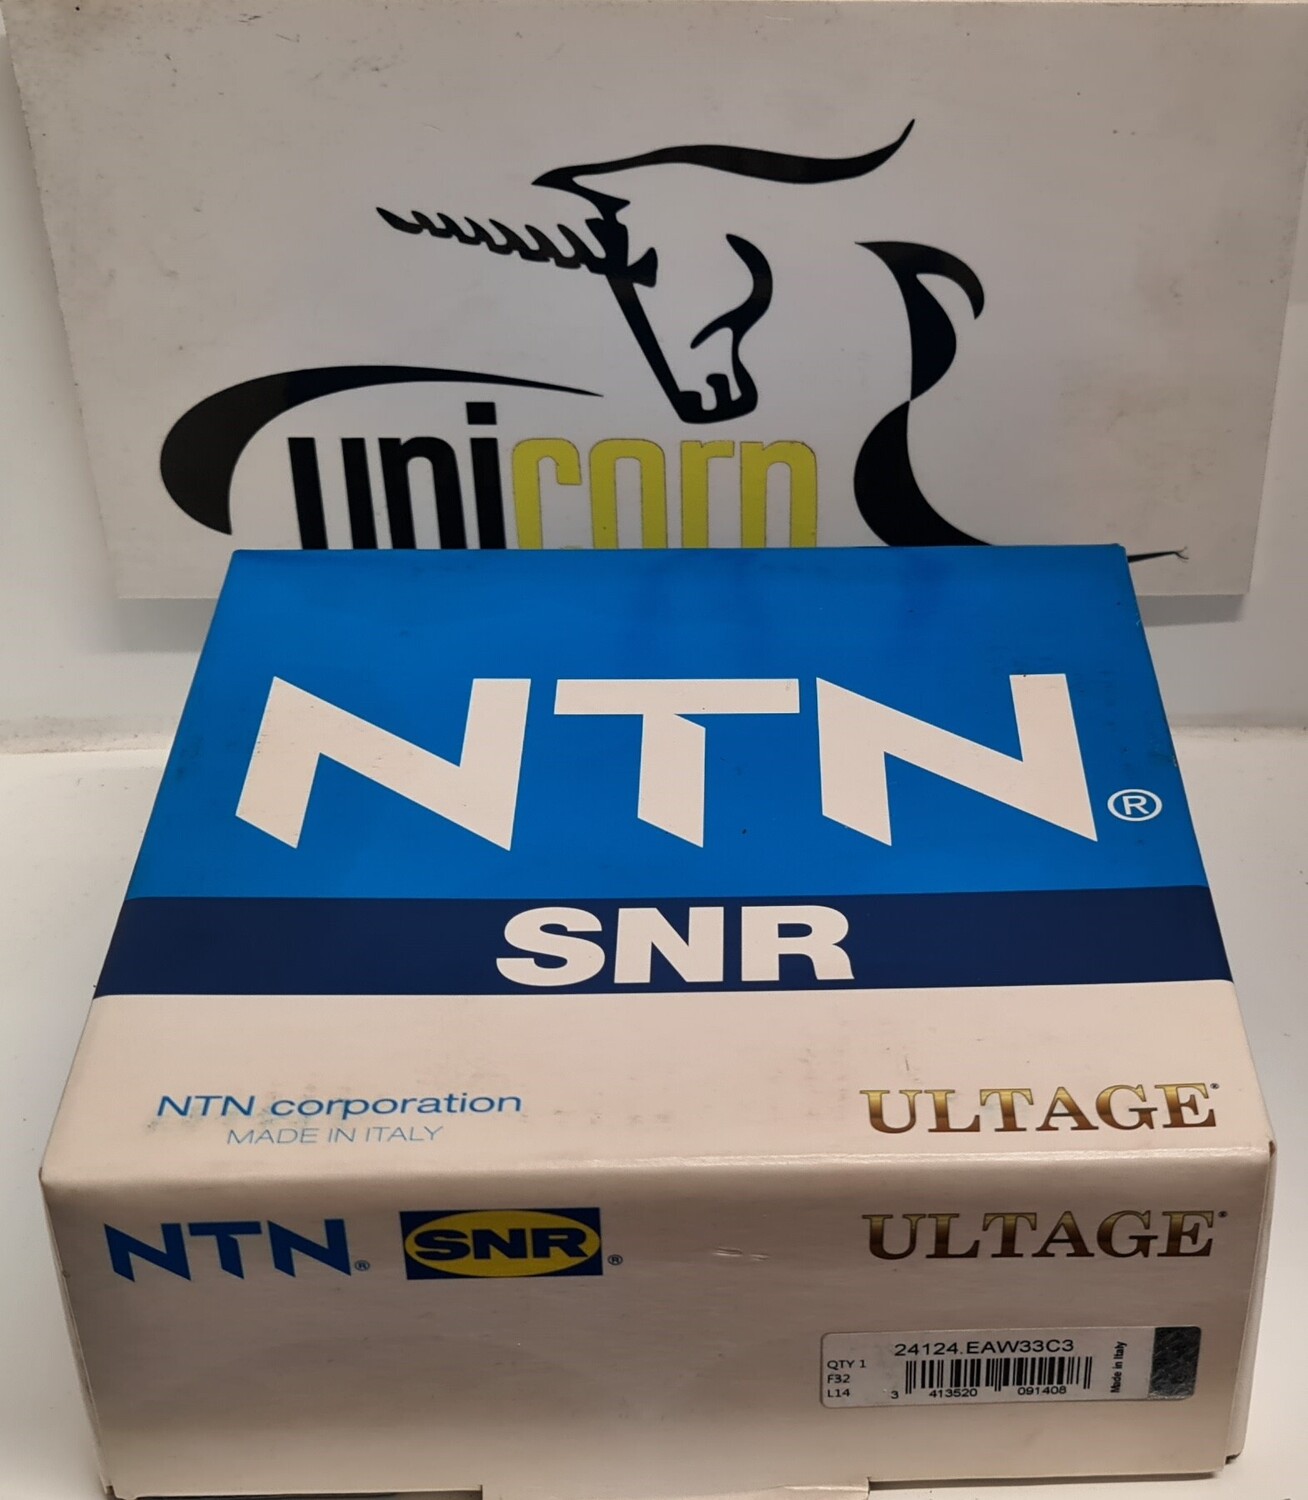 unicorn
NTN®
SNR
NTN corporation
MADE IN ITALY
ULTAGE®
NTN® SNR®
ULTAGE®
24124.EAW33C3
QTY 1
F32
L14
3 413520 091408
Made in Italy